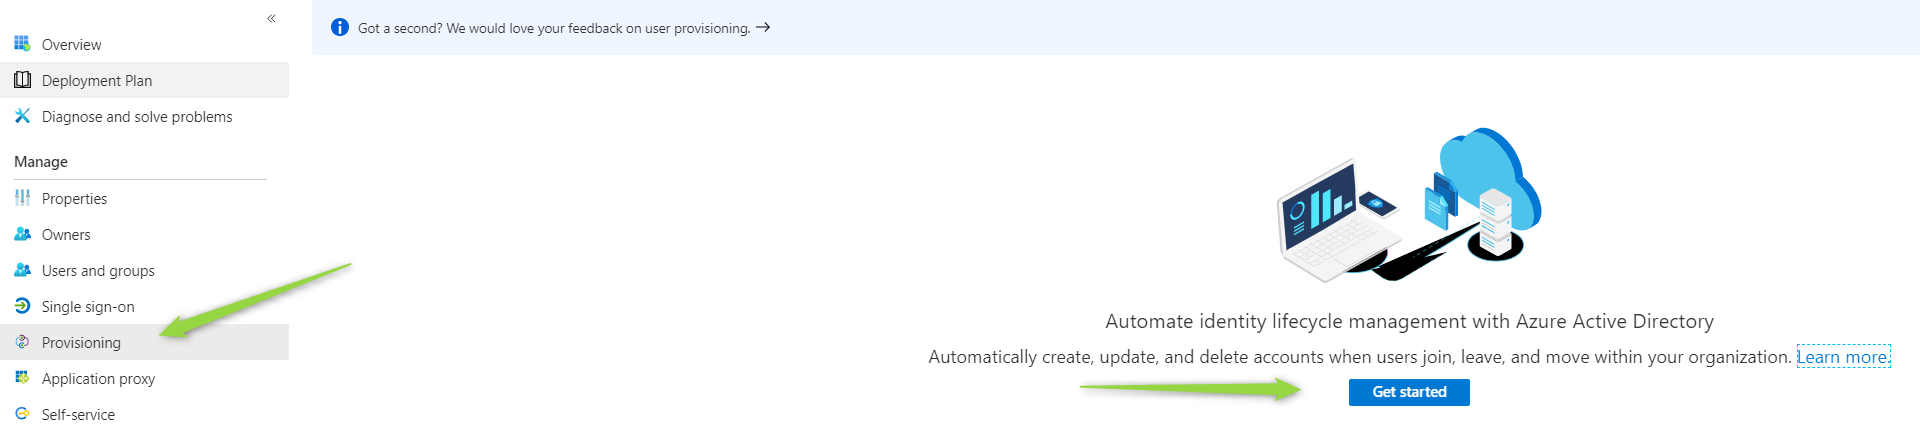 «
Overview
Deployment Plan
Diagnose and solve problems
Manage
Properties
Owners
Users and groups
Single sign-on
Provisioning
Application proxy
Self-service
Got a second? We would love your feedback on user provisioning. →
Automate identity lifecycle management with Azure Active Directory
Automatically create, update, and delete accounts when users join, leave, and move within your organization. Learn more.
Get started